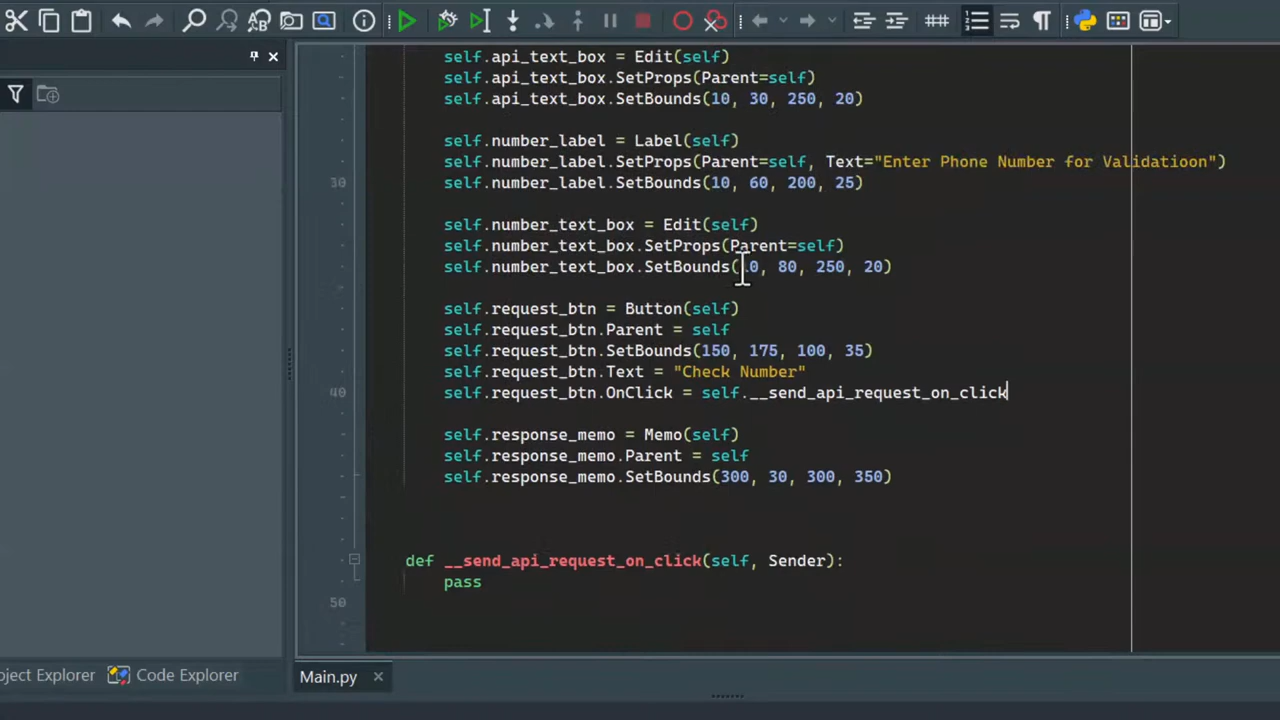 self.api_text_box = Edit(self)
self.api_text_box.SetProps(Parent=self)
self.api_text_box.SetBounds(10, 30, 250, 20)
self.number_label = Label(self)
self.number_label.SetProps(Parent=self, Text="Enter Phone Number for Validatioon")
30 self.number_label.SetBounds(10, 60, 200, 25)
self.number_text_box = Edit(self)
self.number_text_box.SetProps(Parent=self)
self.number_text_box.SetBounds(10, 80, 250, 20)
self.request_btn = Button(self)
self.request_btn.Parent = self
self.request_btn.SetBounds(150, 175, 100, 35)
self.request_btn.Text = "Check Number"
40 self.request_btn.OnClick = self.__send_api_request_on_click
self.response_memo = Memo(self)
self.response_memo.Parent = self
self.response_memo.SetBounds(300, 30, 300, 350)
def __send_api_request_on_click(self, Sender):
pass
50
oject Explorer Code Explorer
Main.py